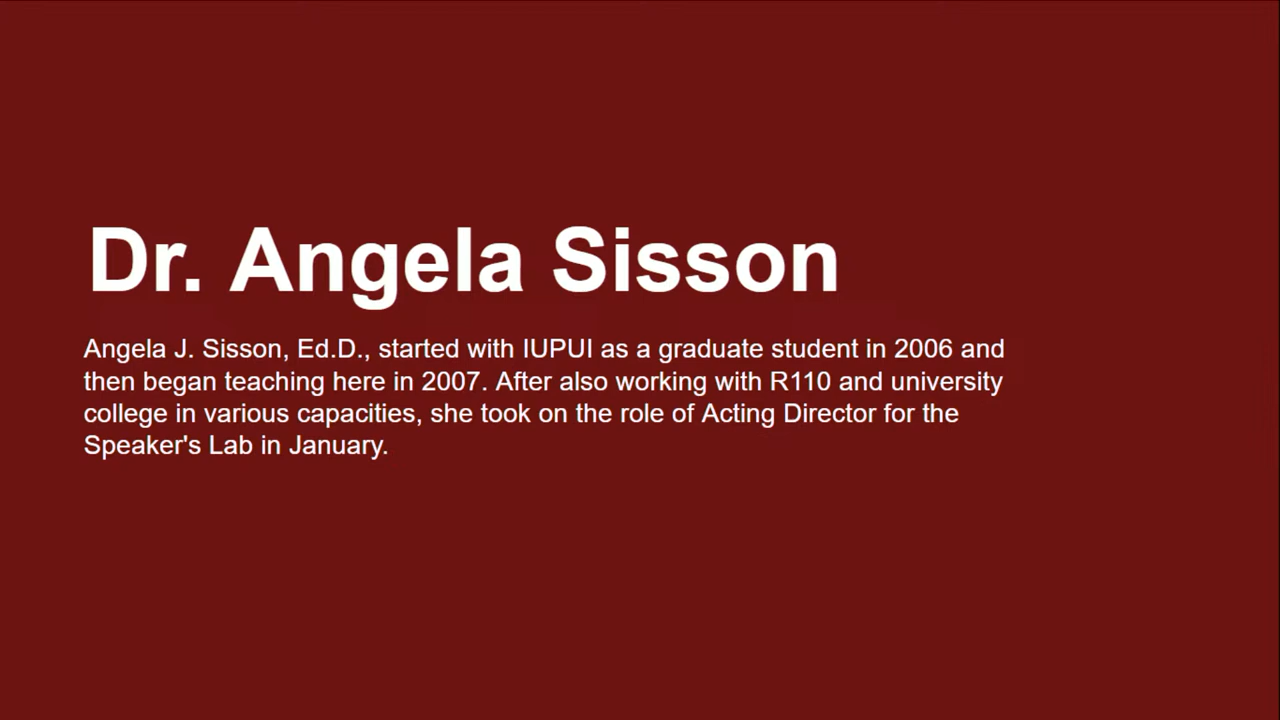 Dr. Angela Sisson
Angela J. Sisson, Ed.D., started with IUPUI as a graduate student in 2006 and
then began teaching here in 2007. After also working with R110 and university
college in various capacities, she took on the role of Acting Director for the
Speaker's Lab in January.